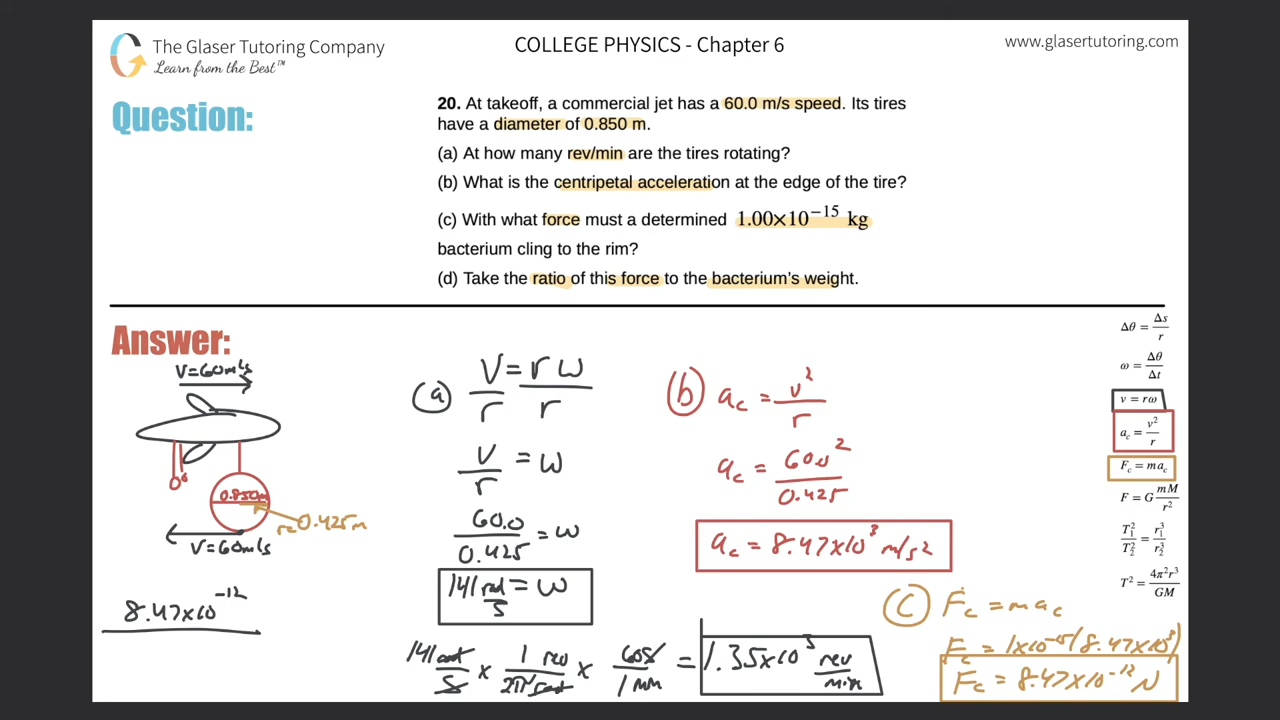 The Glaser Tutoring Company
Learn from the Best™
COLLEGE PHYSICS - Chapter 6
www.glasertutoring.com
Question:
20. At takeoff, a commercial jet has a 60.0 m/s speed. Its tires
have a diameter of 0.850 m.
(a) At how many rev/min are the tires rotating?
(b) What is the centripetal acceleration at the edge of the tire?
(c) With what force must a determined 1.00×10⁻¹⁵ kg
bacterium cling to the rim?
(d) Take the ratio of this force to the bacterium's weight.
Answer:
V=60m/s
0.850m
r=0.425m
V=60m/s
8.47x10⁻¹²
(a) V/r = rω/r
V/r = ω
60.0/0.425 = ω
141 rad/s = ω
141 rad/s x 1 rev/2π rad x 60s/1 min = 1.35x10³ rev/min
(b) a_c = v²/r
a_c = 60.0²/0.425
a_c = 8.47x10³ m/s²
(c) F_c = m a_c
F_c = 1x10⁻¹⁵(8.47x10³)
F_c = 8.47x10⁻¹² N
Δθ = Δs/r
ω = Δθ/Δt
v = rω
a_c = v²/r
F_c = ma_c
F = G mM/r²
T₁²/T₂² = r₁³/r₂³
T² = 4π²r³/GM